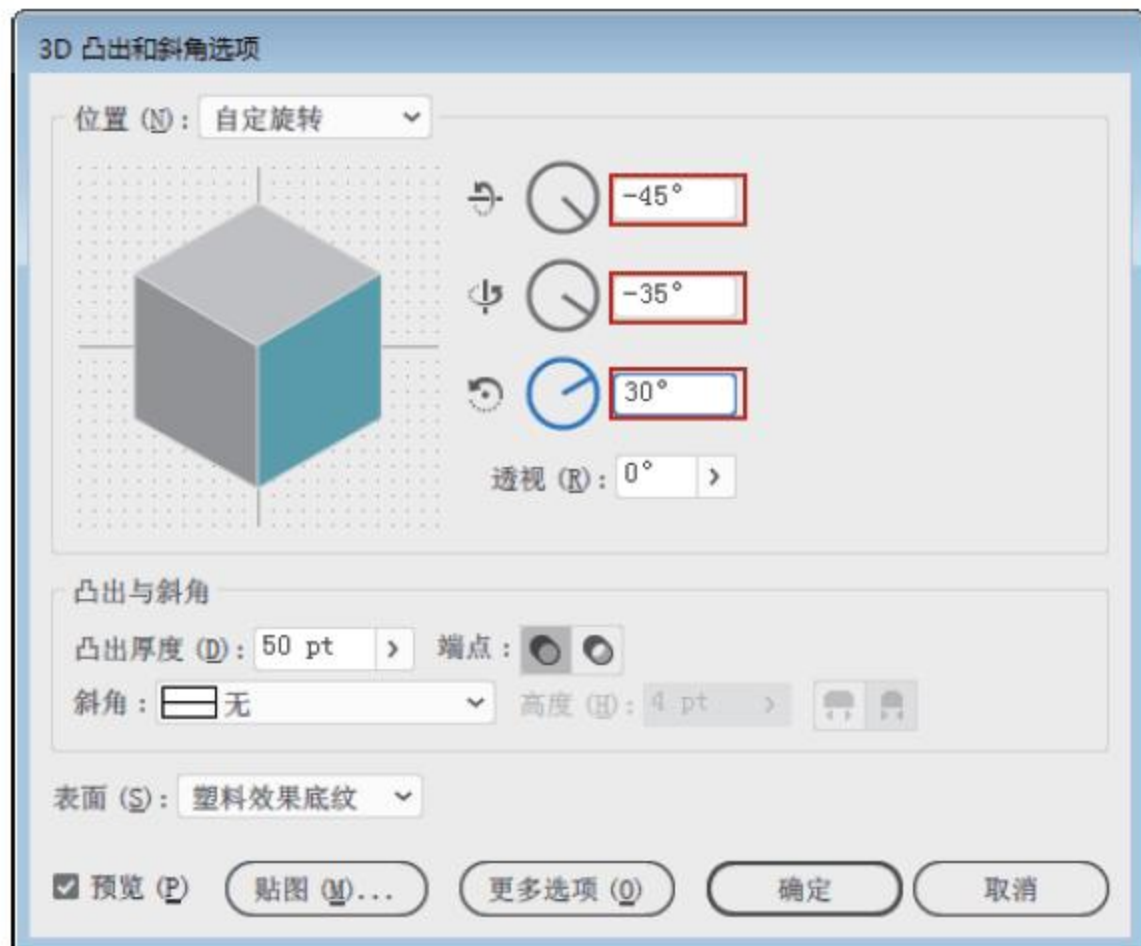 3D 凸出和斜角选项
位置 (N)： 自定旋转
-45°
-35°
30°
透视 (R)： 0°
凸出与斜角
凸出厚度 (D)： 50 pt 端点：
斜角： 无 高度 (H)： 4 pt
表面 (S)： 塑料效果底纹
预览 (P) 贴图 (M)... 更多选项 (O) 确定 取消